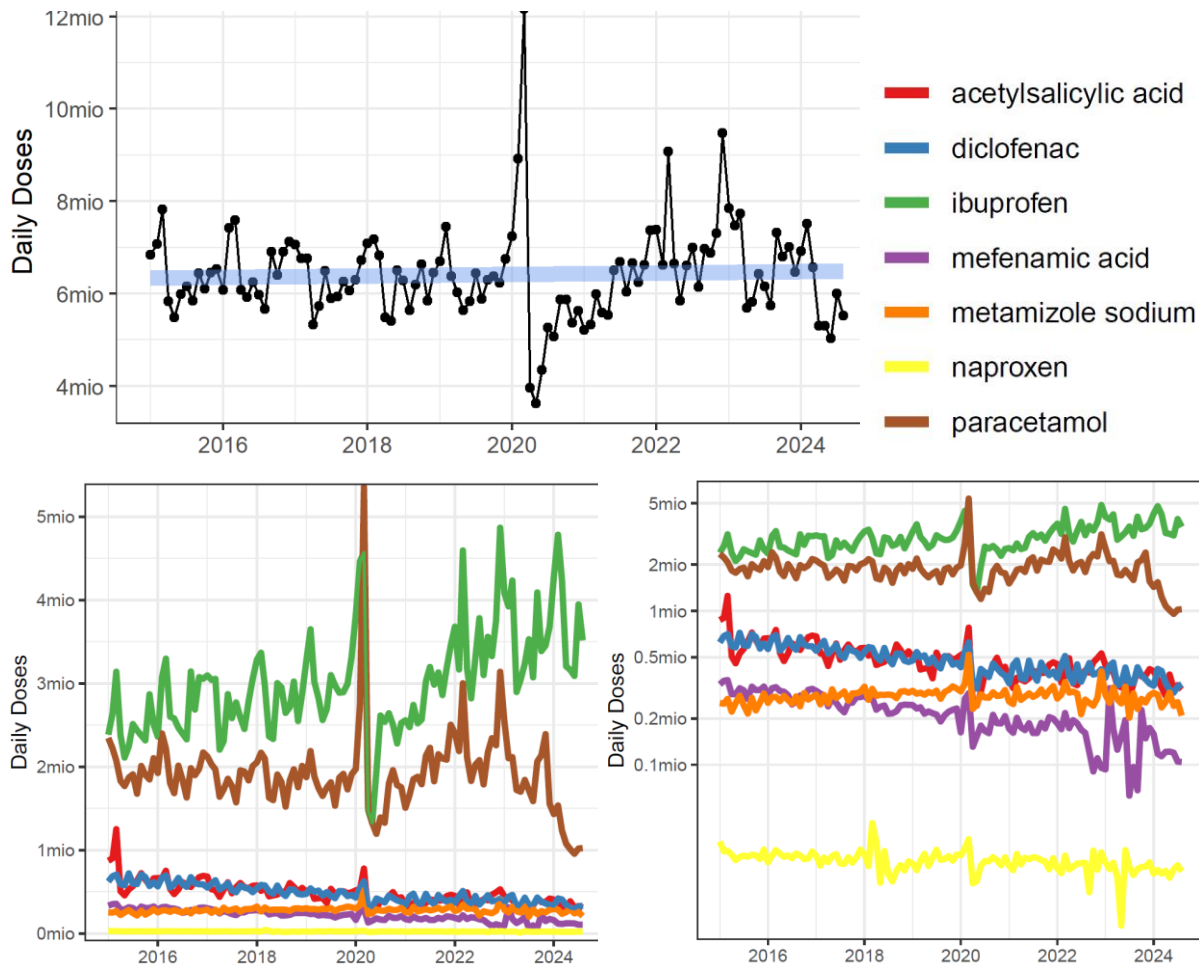 12mio
10mio
8mio
6mio
4mio
Daily Doses
2016 2018 2020 2022 2024
acetylsalicylic acid
diclofenac
ibuprofen
mefenamic acid
metamizole sodium
naproxen
paracetamol
5mio
4mio
3mio
2mio
1mio
0mio
Daily Doses
2016 2018 2020 2022 2024
5mio
2mio
1mio
0.5mio
0.2mio
0.1mio
Daily Doses
2016 2018 2020 2022 2024